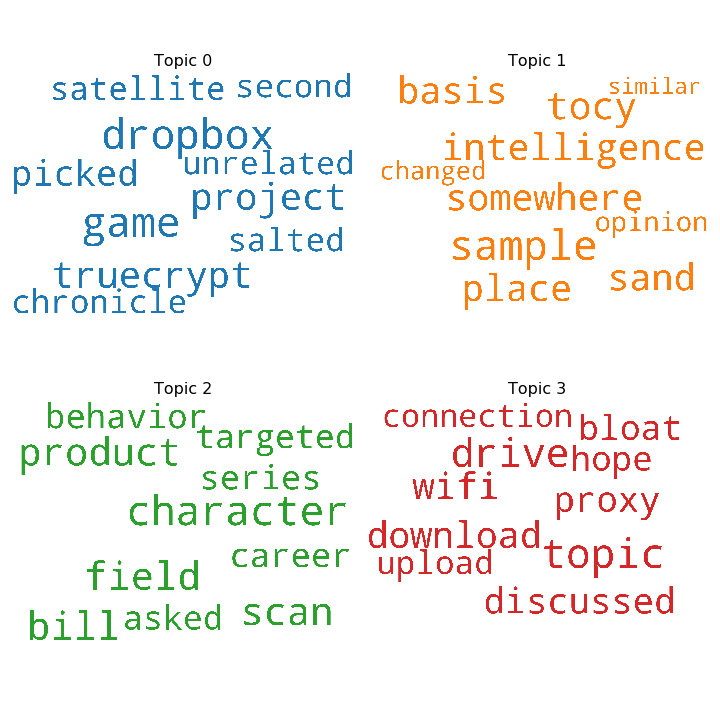 Topic 0
satellite second
dropbox
unrelated
picked
project
game
salted
truecrypt
chronicle
Topic 1
similar
basis
tocy
intelligence
changed
somewhere
opinion
sample
sand
place
Topic 2
behavior
targeted
product
series
character
career
field
scan
asked
bill
Topic 3
connection
bloat
drive
hope
wifi
proxy
download
topic
upload
discussed